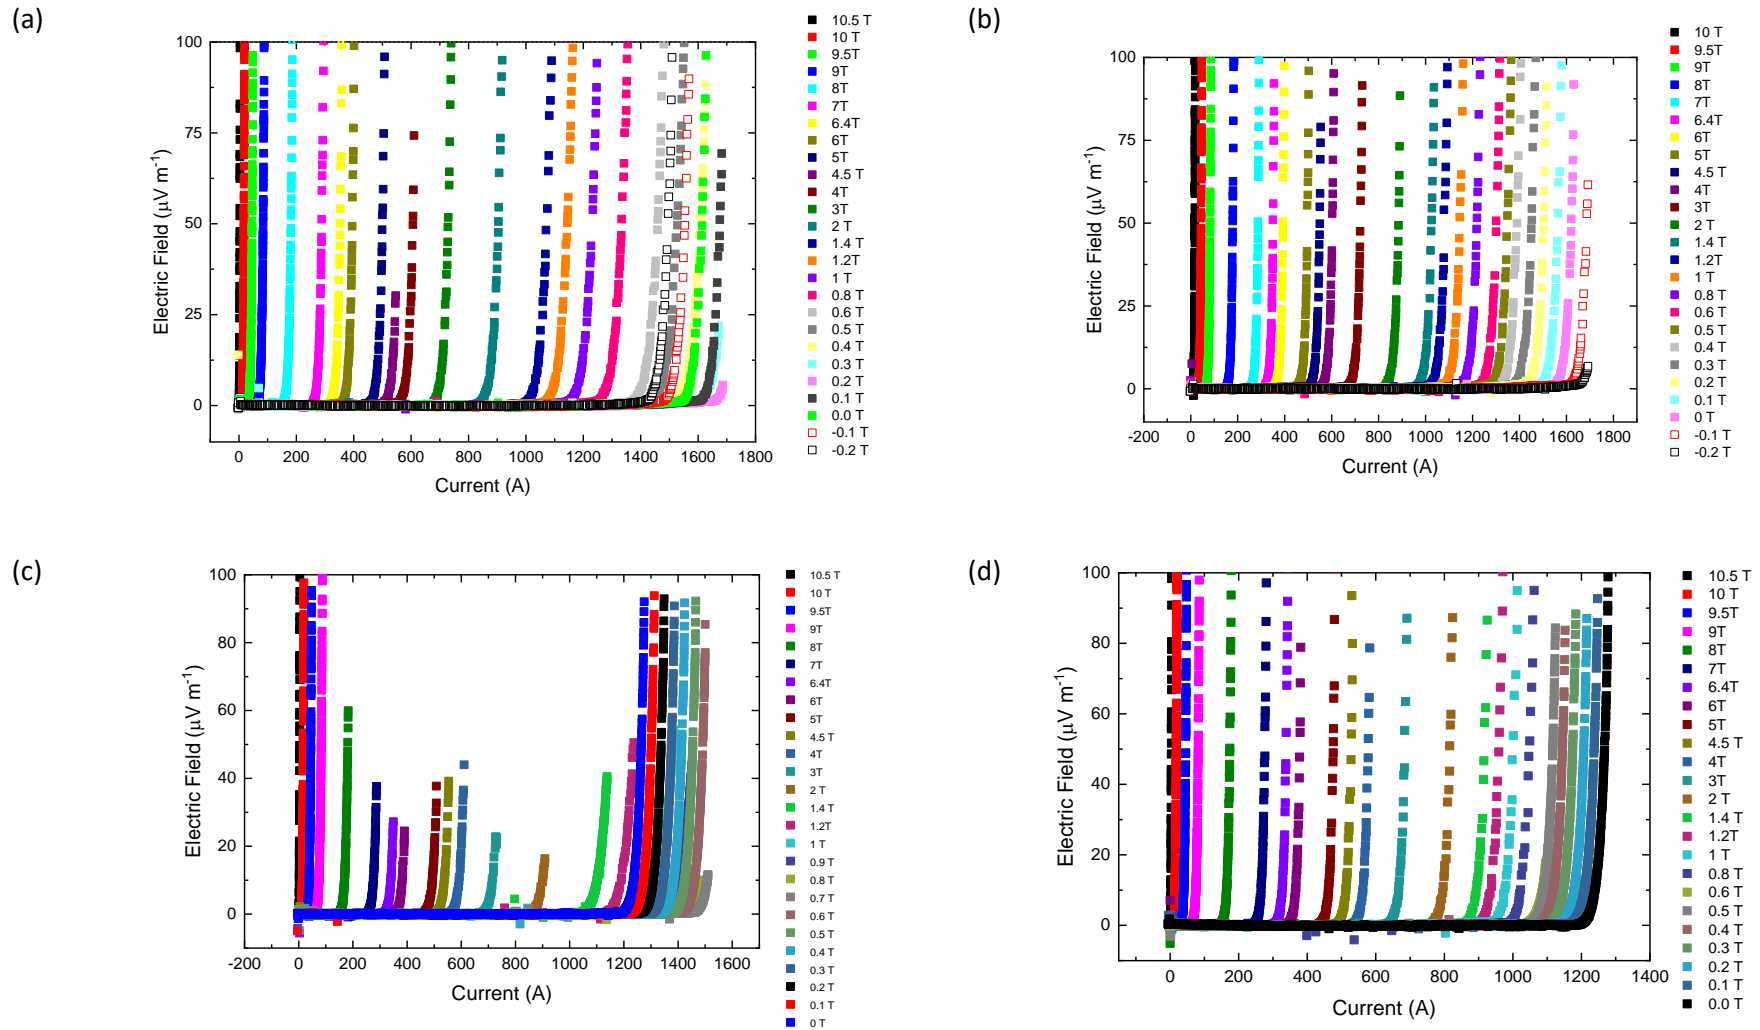 (a)
100
75
50
25
0
Electric Field (μV m-1)
0 200 400 600 800 1000 1200 1400 1600 1800
Current (A)
10.5 T
10 T
9.5T
9T
8T
7T
6.4T
6T
5T
4.5 T
4T
3T
2 T
1.4 T
1.2T
1 T
0.8 T
0.6 T
0.5 T
0.4 T
0.3 T
0.2 T
0.1 T
0.0 T
-0.1 T
-0.2 T
(b)
100
75
50
25
0
Electric Field (μV m-1)
-200 0 200 400 600 800 1000 1200 1400 1600 1800
Current (A)
10 T
9.5T
9T
8T
7T
6.4T
6T
5T
4.5T
4T
3T
2 T
1.4 T
1.2T
1 T
0.8 T
0.6 T
0.5 T
0.4 T
0.3 T
0.2 T
0.1 T
0 T
-0.1 T
-0.2 T
(c)
100
80
60
40
20
0
Electric Field (μV m-1)
-200 0 200 400 600 800 1000 1200 1400 1600
Current (A)
10.5 T
10 T
9.5T
9T
8T
7T
6.4T
6T
5T
4.5 T
4T
3T
2 T
1.4 T
1.2T
1 T
0.9 T
0.8 T
0.7 T
0.6 T
0.5 T
0.4 T
0.3 T
0.2 T
0.1 T
0 T
(d)
100
80
60
40
20
0
Electric Field (μV m-1)
0 200 400 600 800 1000 1200 1400
Current (A)
10.5 T
10 T
9.5T
9T
8T
7T
6.4T
6T
5T
4.5 T
4T
3T
2 T
1.4 T
1.2T
1 T
0.8 T
0.6 T
0.5 T
0.4 T
0.3 T
0.2 T
0.1 T
0.0 T